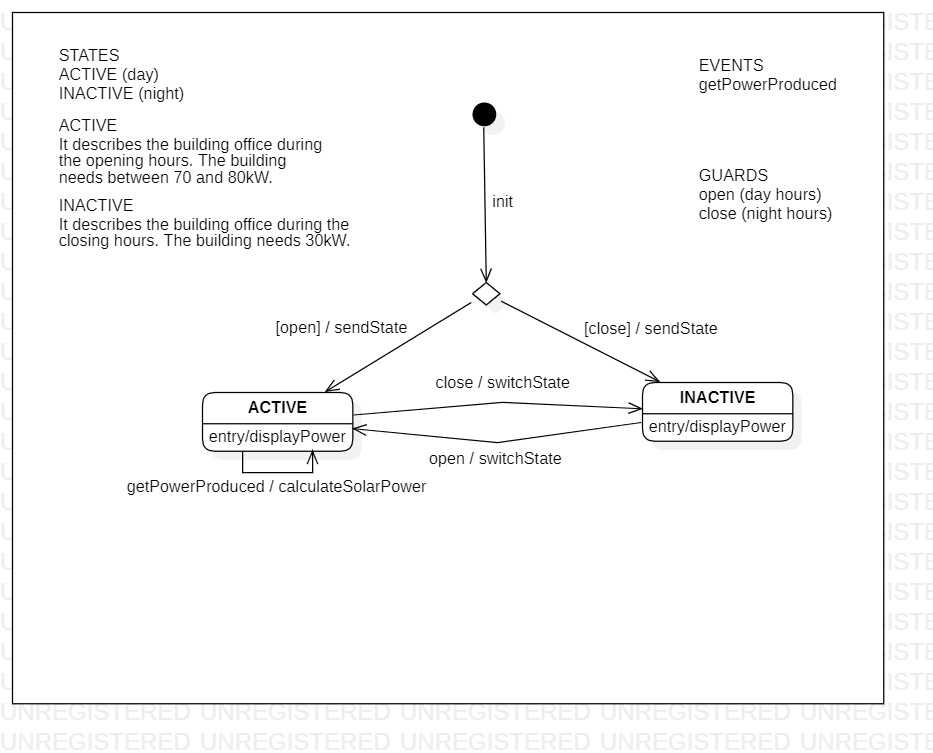 STATES
ACTIVE (day)
INACTIVE (night)
ACTIVE
It describes the building office during
the opening hours. The building
needs between 70 and 80kW.
INACTIVE
It describes the building office during the
closing hours. The building needs 30kW.
EVENTS
getPowerProduced
GUARDS
open (day hours)
close (night hours)
init
[open] / sendState
[close] / sendState
close / switchState
ACTIVE
entry/displayPower
INACTIVE
entry/displayPower
open / switchState
getPowerProduced / calculateSolarPower
UNREGISTERED UNREGISTERED UNREGISTERED UNREGISTERED
UNREGISTERED UNREGISTERED UNREGISTERED UNREGISTERED